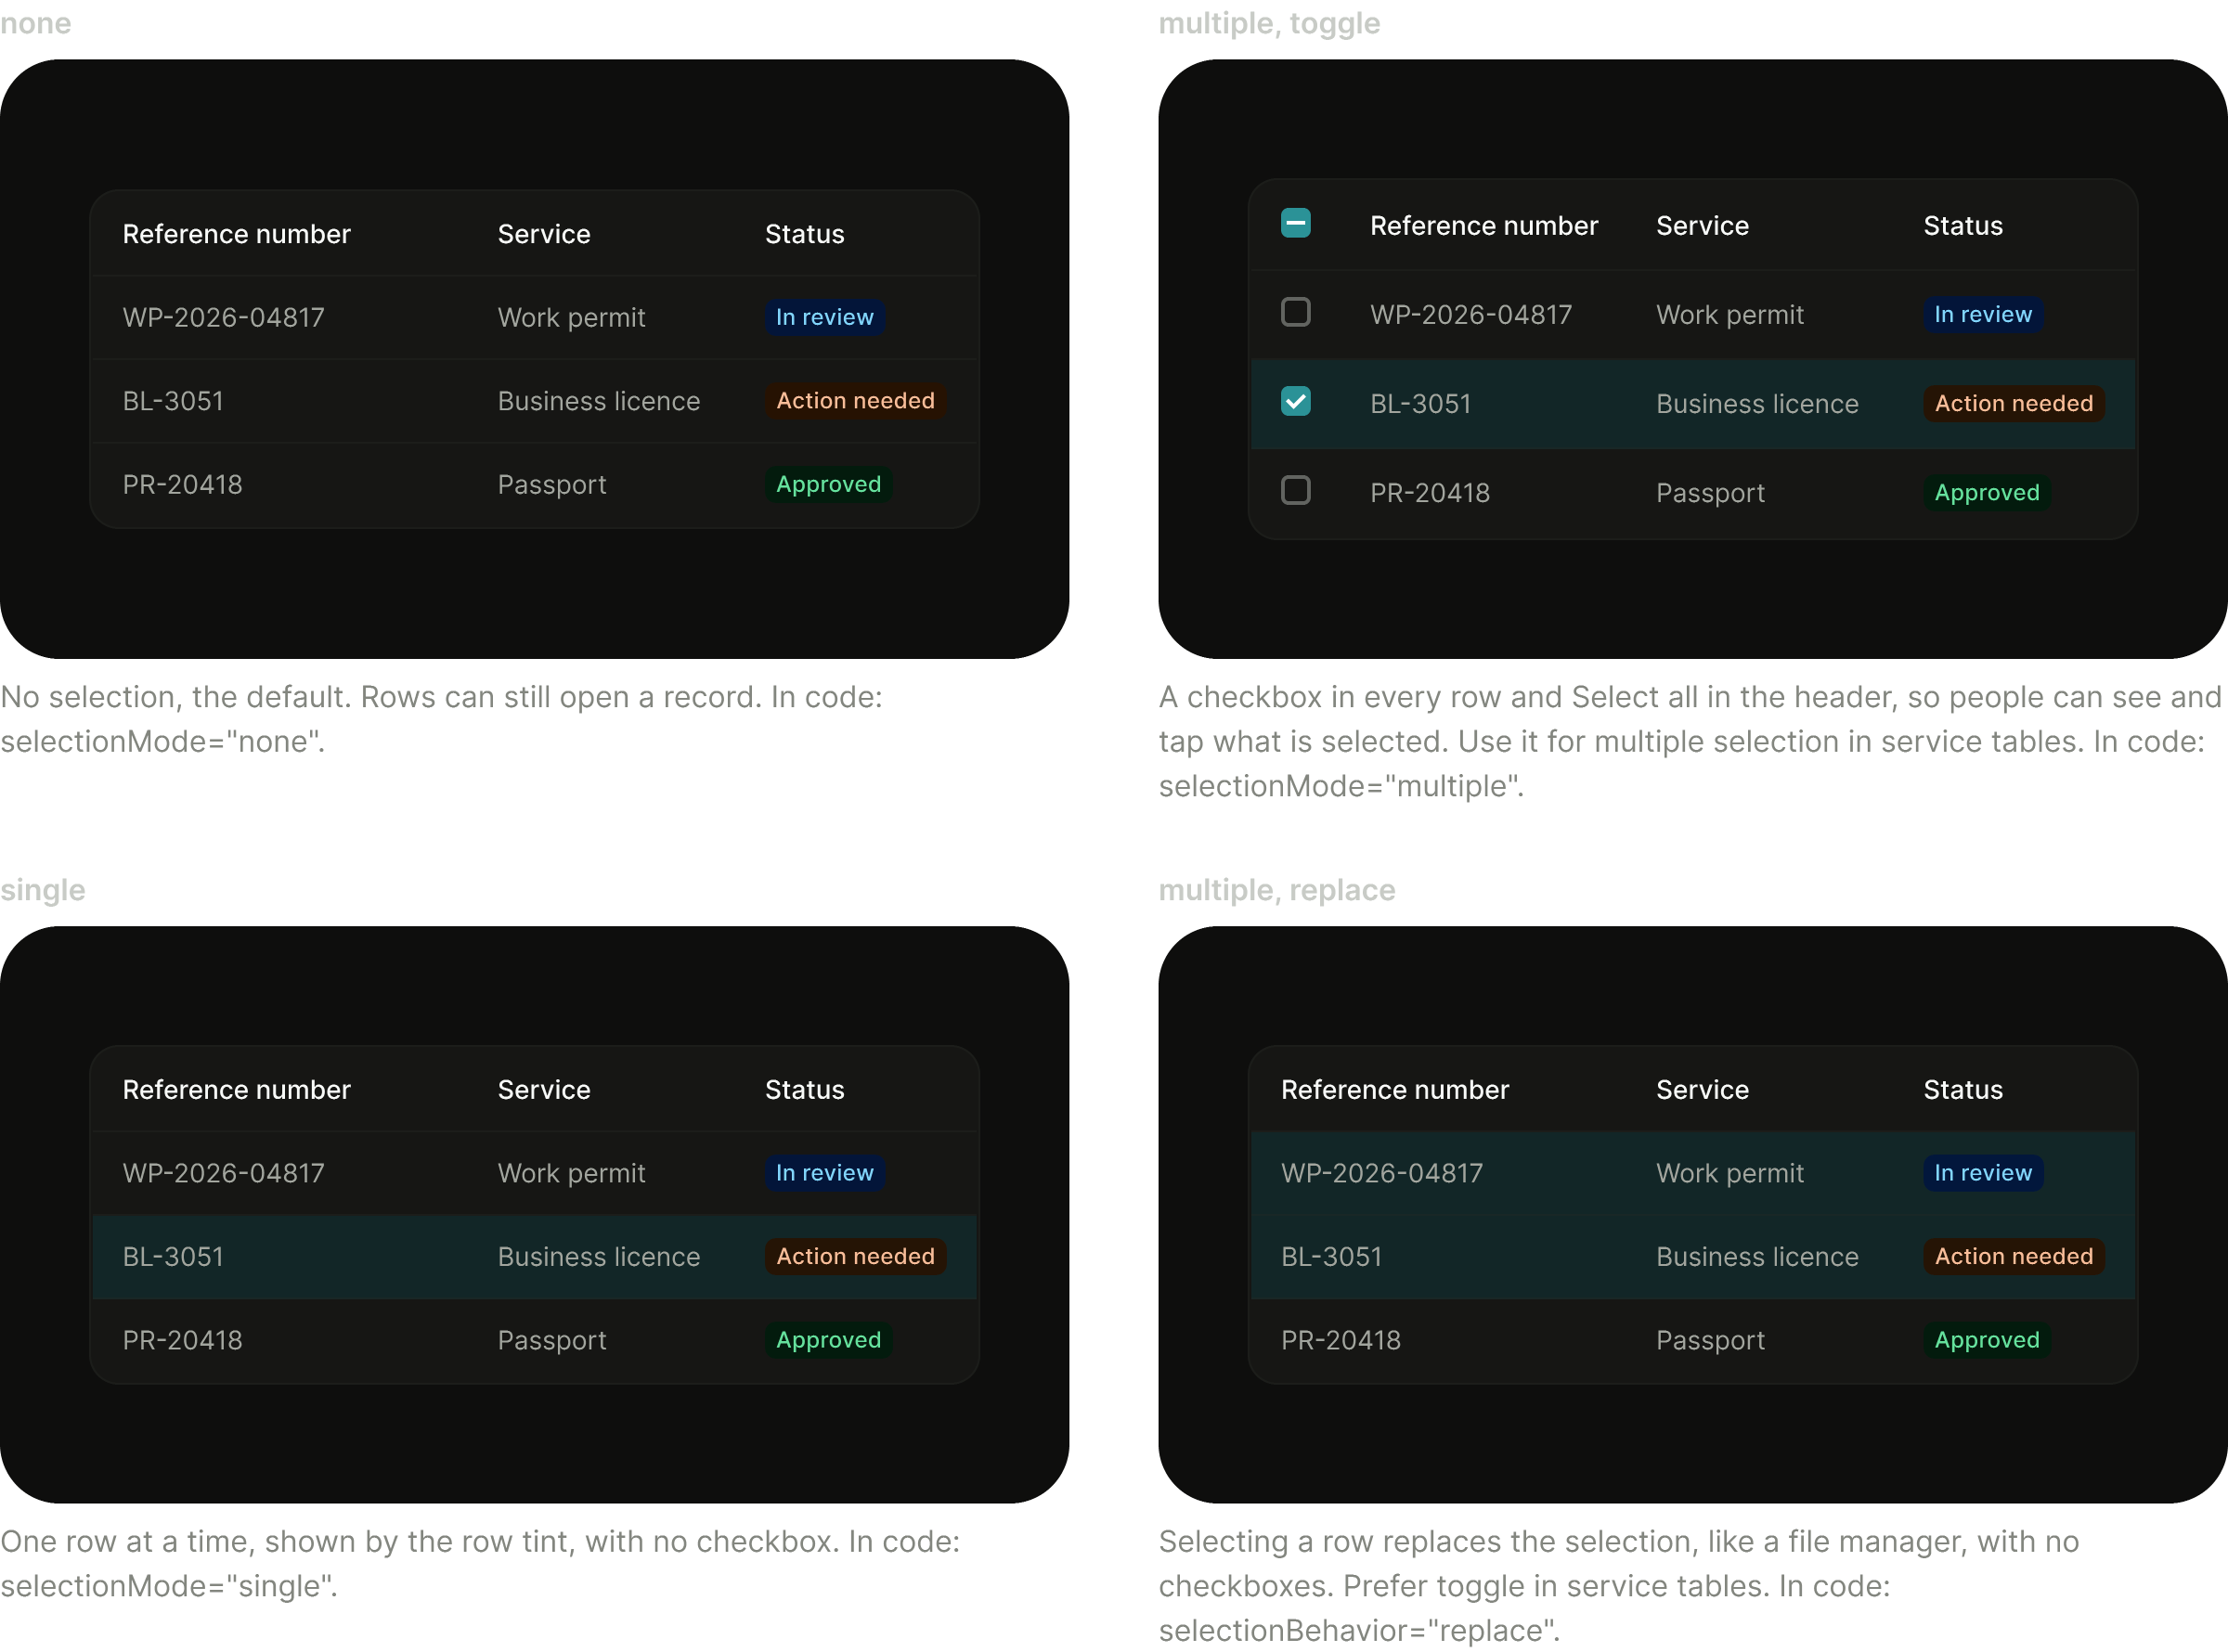 none
Reference number Service Status
WP-2026-04817 Work permit In review
BL-3051 Business licence Action needed
PR-20418 Passport Approved
No selection, the default. Rows can still open a record. In code:
selectionMode="none".
multiple, toggle
Reference number Service Status
WP-2026-04817 Work permit In review
BL-3051 Business licence Action needed
PR-20418 Passport Approved
A checkbox in every row and Select all in the header, so people can see and
tap what is selected. Use it for multiple selection in service tables. In code:
selectionMode="multiple".
single
Reference number Service Status
WP-2026-04817 Work permit In review
BL-3051 Business licence Action needed
PR-20418 Passport Approved
One row at a time, shown by the row tint, with no checkbox. In code:
selectionMode="single".
multiple, replace
Reference number Service Status
WP-2026-04817 Work permit In review
BL-3051 Business licence Action needed
PR-20418 Passport Approved
Selecting a row replaces the selection, like a file manager, with no
checkboxes. Prefer toggle in service tables. In code:
selectionBehavior="replace".